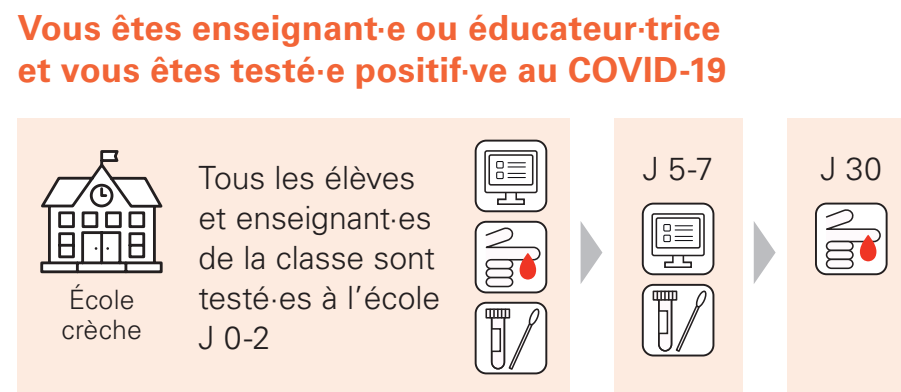 Vous êtes enseignant·e ou éducateur·trice
et vous êtes testé·e positif·ve au COVID-19
École
crèche
Tous les élèves
et enseignant·es
de la classe sont
testé·es à l’école
J 0-2
J 5-7
J 30